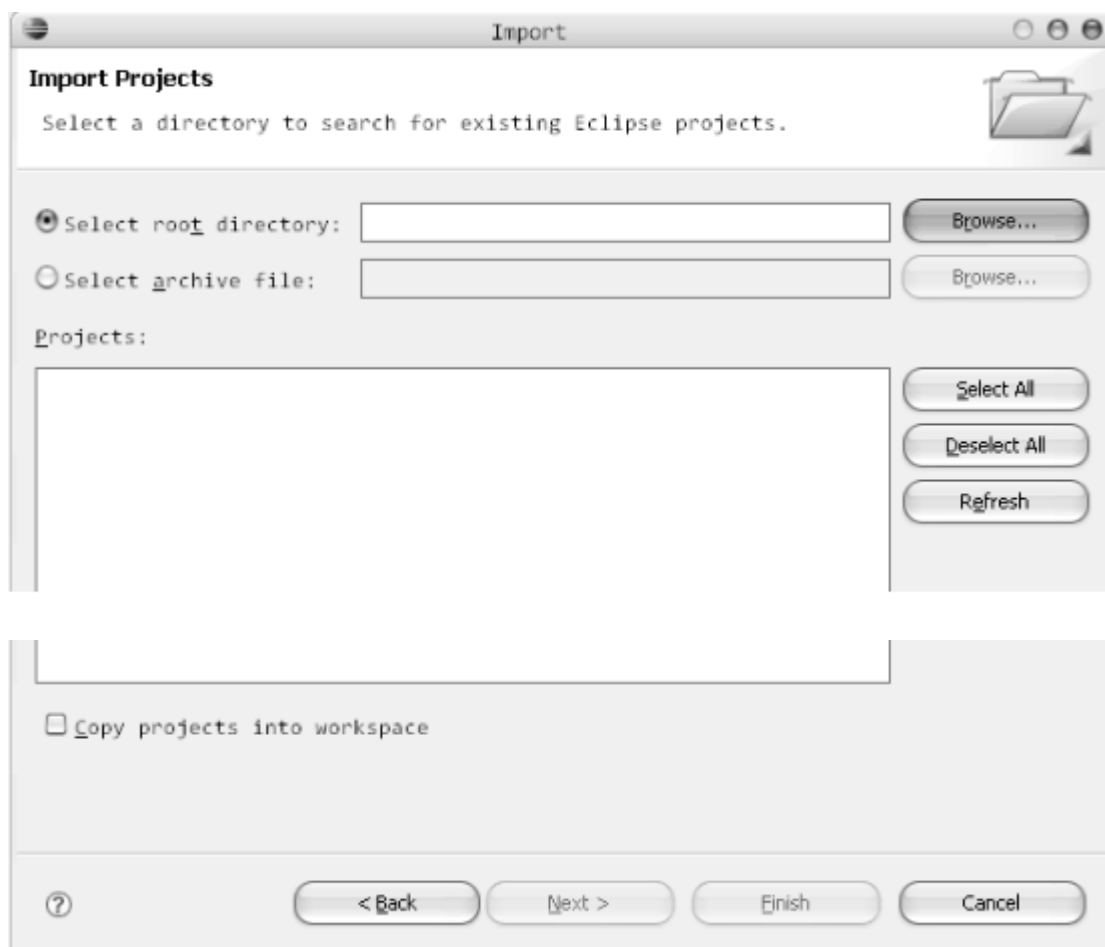 Import
Import Projects
Select a directory to search for existing Eclipse projects.
Select root directory: Browse...
Select archive file: Browse...
Projects:
Select All
Deselect All
Refresh
Copy projects into workspace
? < Back Next > Finish Cancel